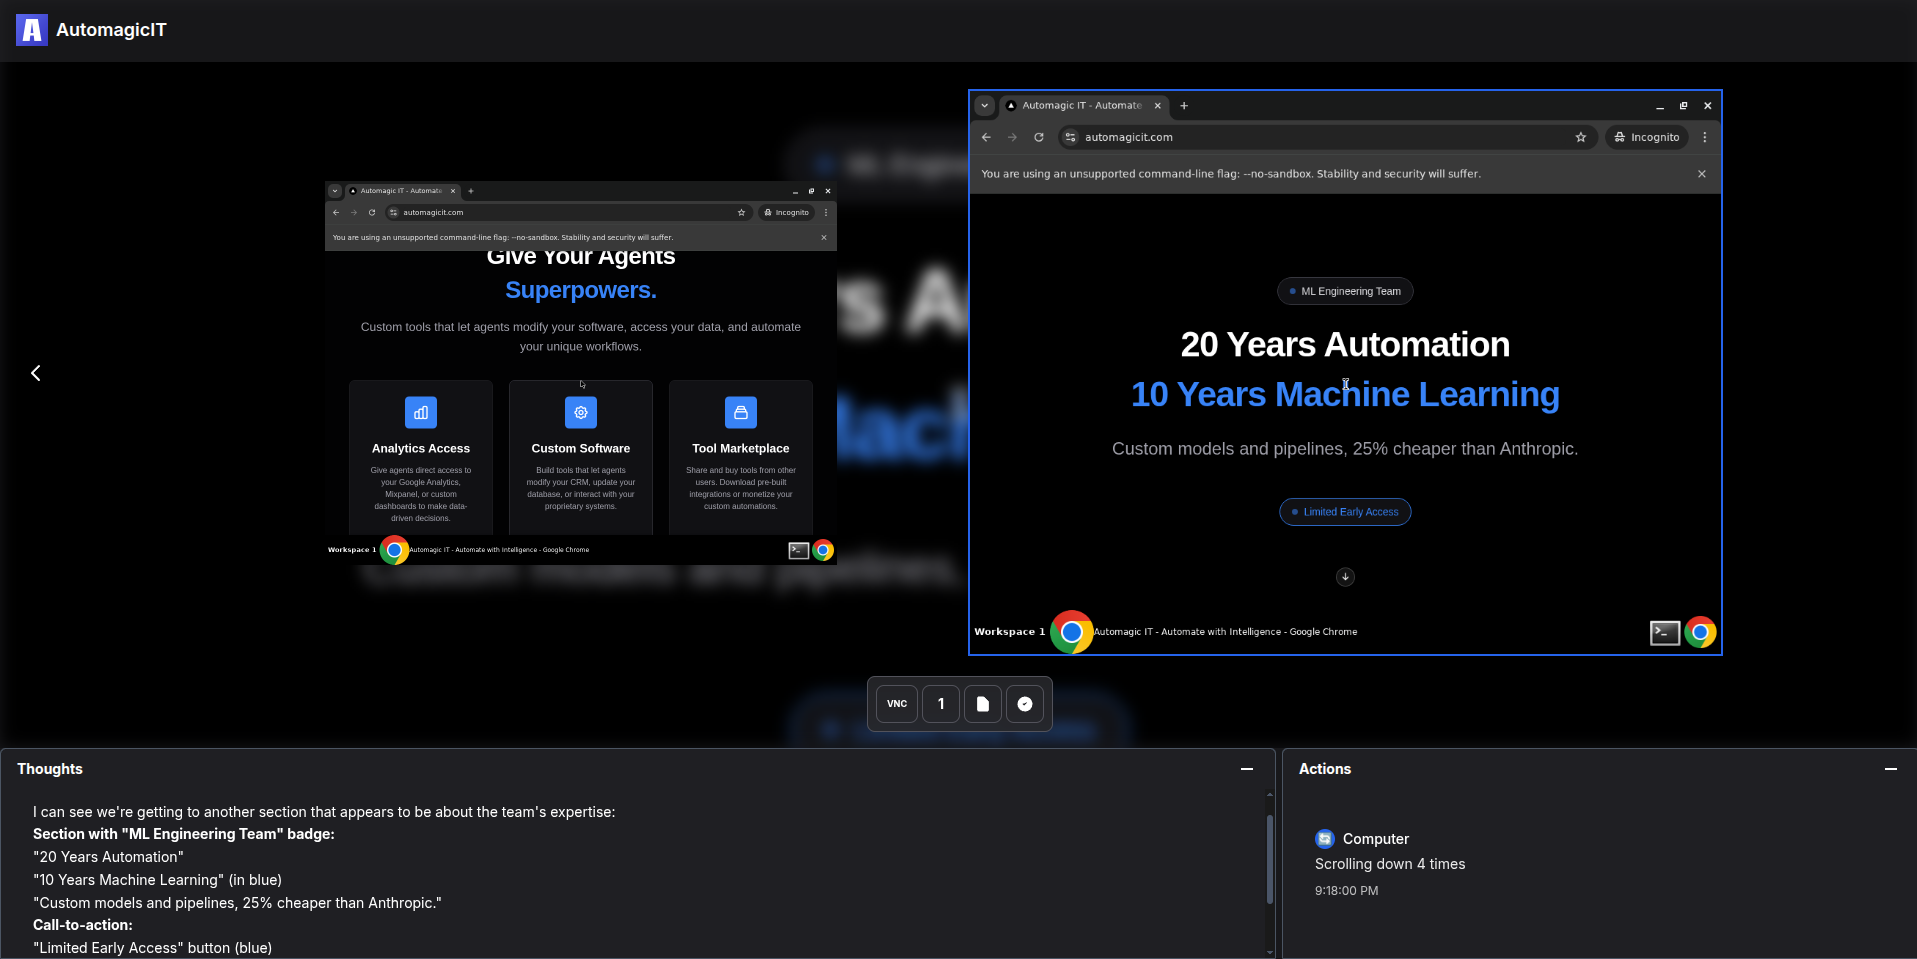 AutomagicIT
Automagic IT - Automate
automagicit.com
Incognito
You are using an unsupported command-line flag: --no-sandbox. Stability and security will suffer.
Give Your Agents
Superpowers.
Custom tools that let agents modify your software, access your data, and automate
your unique workflows.
Analytics Access
Give agents direct access to
your Google Analytics,
Mixpanel, or custom
dashboards to make data-
driven decisions.
Custom Software
Build tools that let agents
modify your CRM, update your
database, or interact with your
proprietary systems.
Tool Marketplace
Share and buy tools from other
users. Download pre-built
integrations or monetize your
custom automations.
Workspace 1
Automagic IT - Automate with Intelligence - Google Chrome
Automagic IT - Automate
automagicit.com
Incognito
You are using an unsupported command-line flag: --no-sandbox. Stability and security will suffer.
ML Engineering Team
20 Years Automation
10 Years Machine Learning
Custom models and pipelines, 25% cheaper than Anthropic.
Limited Early Access
Workspace 1
Automagic IT - Automate with Intelligence - Google Chrome
Custom models and pipelines,
VNC
1
Thoughts
I can see we're getting to another section that appears to be about the team's expertise:
Section with "ML Engineering Team" badge:
"20 Years Automation"
"10 Years Machine Learning" (in blue)
"Custom models and pipelines, 25% cheaper than Anthropic."
Call-to-action:
"Limited Early Access" button (blue)
Actions
Computer
Scrolling down 4 times
9:18:00 PM